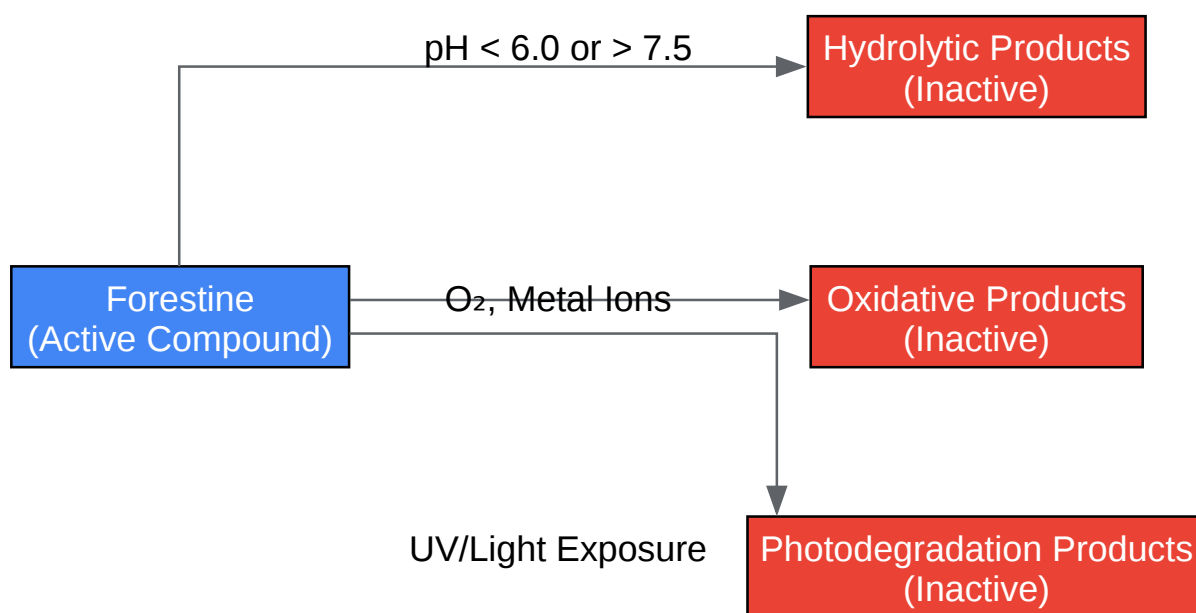 pH < 6.0 or > 7.5
Hydrolytic Products
(Inactive)
Forestine
(Active Compound)
O₂, Metal Ions
Oxidative Products
(Inactive)
UV/Light Exposure
Photodegradation Products
(Inactive)